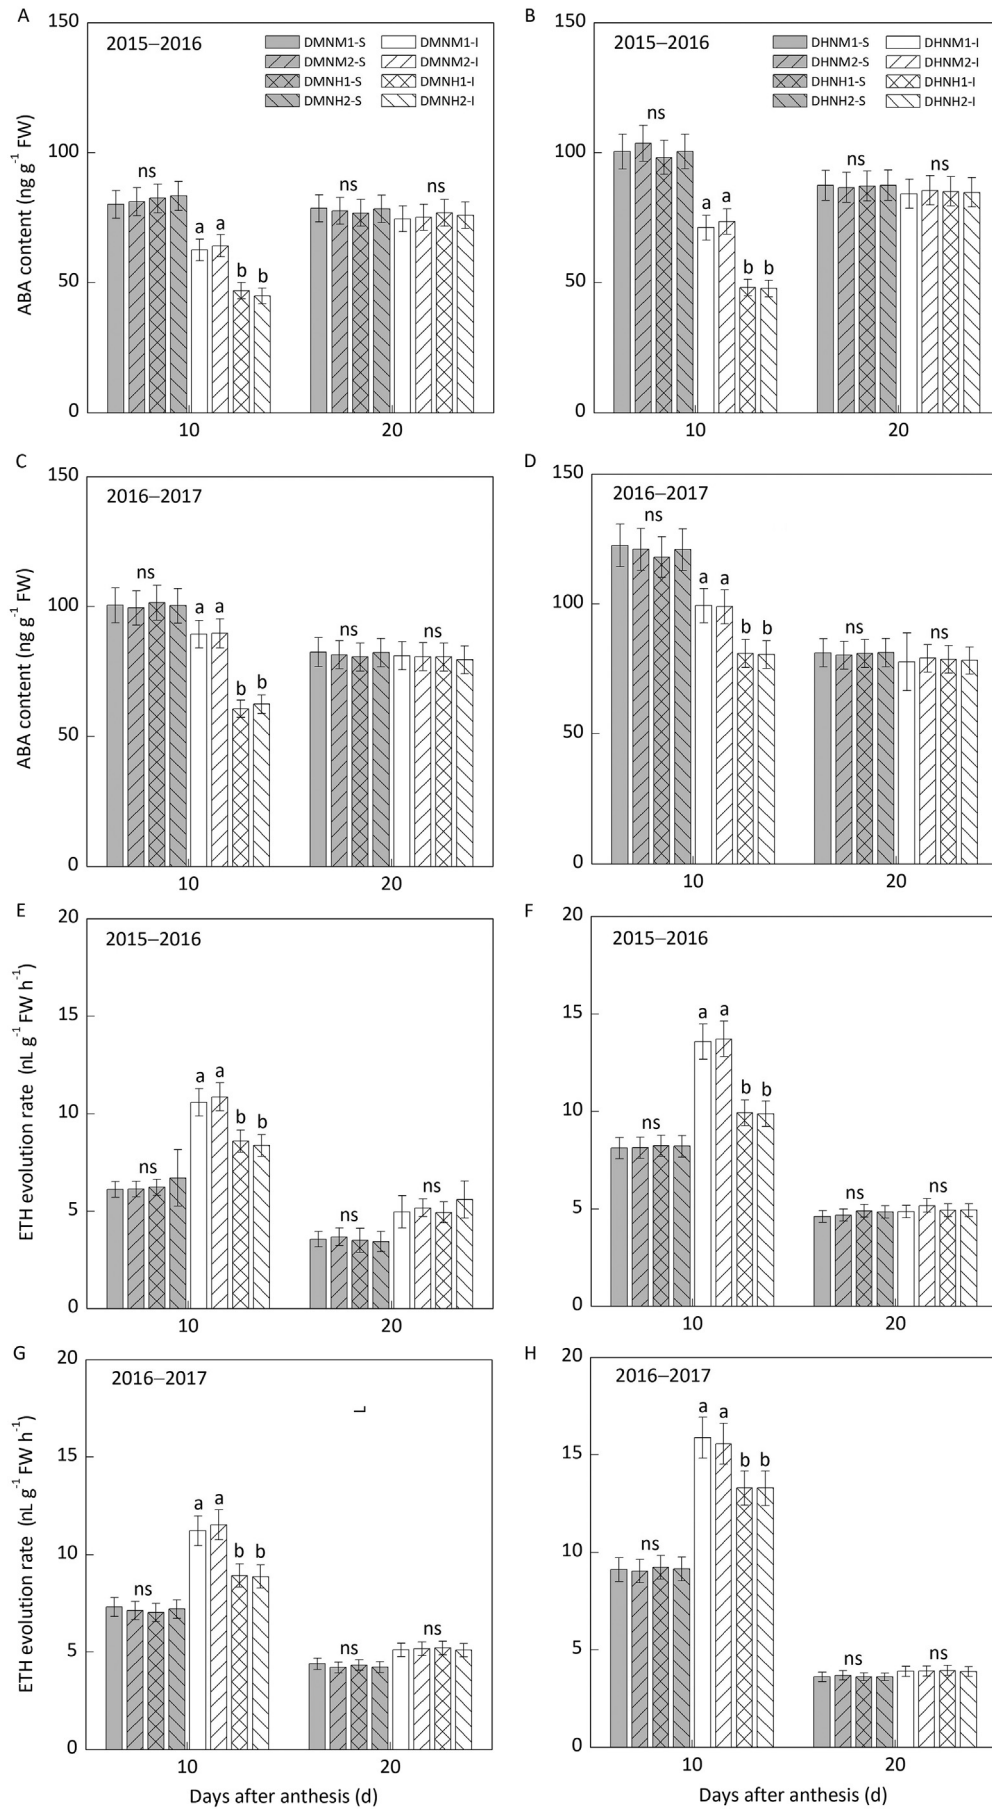 A
150
100
50
0
ABA content (ng g⁻¹ FW)
2015–2016
DMNM1-S DMNM1-I
DMNM2-S DMNM2-I
DMNH1-S DMNH1-I
DMNH2-S DMNH2-I
ns
a a
b b
ns
ns
10 20
B
150
100
50
0
2015–2016
DHNM1-S DHNM1-I
DHNM2-S DHNM2-I
DHNH1-S DHNH1-I
DHNH2-S DHNH2-I
ns
a a
b b
ns
ns
10 20
C
150
100
50
0
ABA content (ng g⁻¹ FW)
2016–2017
ns
a a
b b
ns
ns
10 20
D
150
100
50
0
2016–2017
ns
a a
b b
ns
ns
10 20
E
20
15
10
5
0
ETH evolution rate (nL g⁻¹ FW h⁻¹)
2015–2016
ns
a a
b b
ns
ns
10 20
F
20
15
10
5
0
2015–2016
ns
a a
b b
ns
ns
10 20
G
20
15
10
5
0
ETH evolution rate (nL g⁻¹ FW h⁻¹)
2016–2017
ns
a a
b b
ns
ns
10 20
Days after anthesis (d)
H
20
15
10
5
0
2016–2017
ns
a a
b b
ns
ns
10 20
Days after anthesis (d)